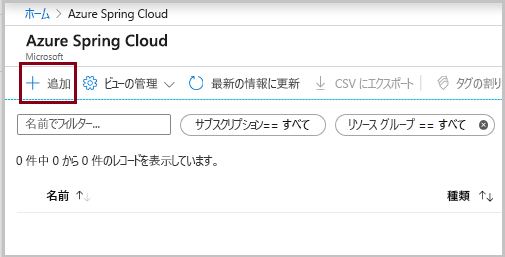 ホーム > Azure Spring Cloud
Azure Spring Cloud
Microsoft
追加 ビューの管理 最新の情報に更新 CSV にエクスポート タグの割り
名前でフィルター... サブスクリプション== すべて リソース グループ == すべて
0 件中 0 から 0 件のレコードを表示しています。
名前 ↑↓ 種類 ↑↓